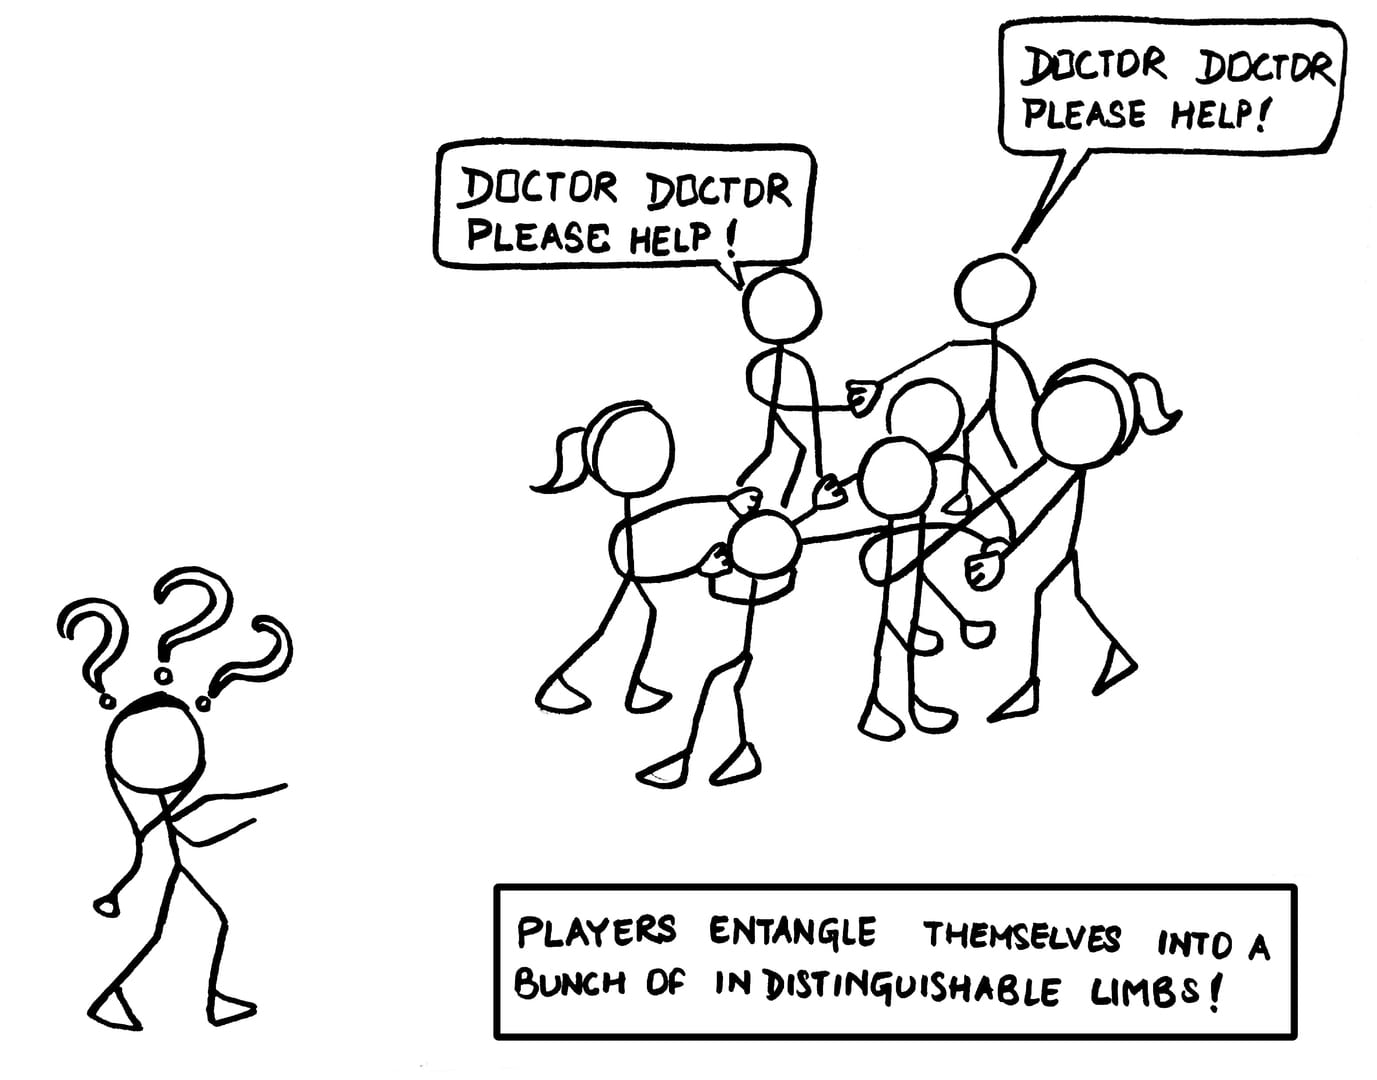 DOCTOR DOCTOR
PLEASE HELP!
DOCTOR DOCTOR
PLEASE HELP!
???
PLAYERS ENTANGLE THEMSELVES INTO A
BUNCH OF INDISTINGUISHABLE LIMBS!